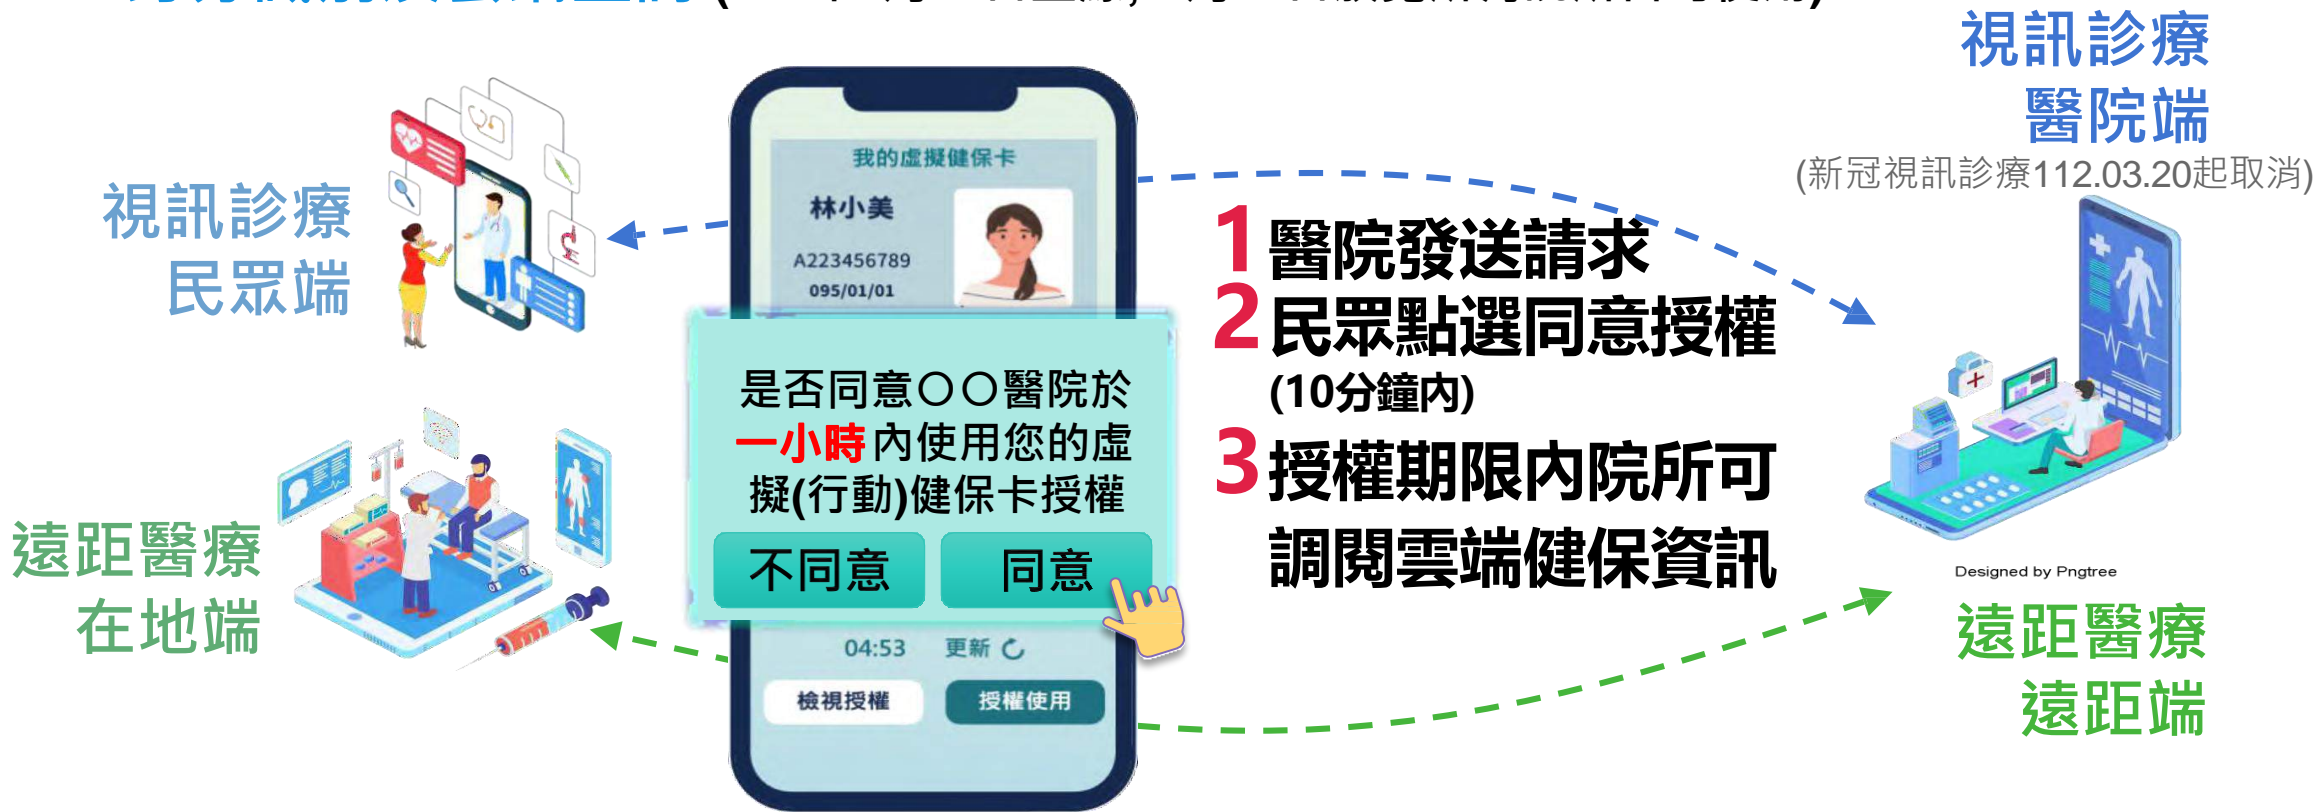 視訊診療
醫院端
(新冠視訊診療112.03.20起取消)
視訊診療
民眾端
我的虛擬健保卡
林小美
A223456789
095/01/01
是否同意〇〇醫院於
一小時內使用您的虛
擬(行動)健保卡授權
不同意
同意
04:53
更新
檢視授權
授權使用
1醫院發送請求
2民眾點選同意授權
(10分鐘內)
3授權期限內院所可
調閱雲端健保資訊
遠距醫療
在地端
Designed by Pngtree
遠距醫療
遠距端